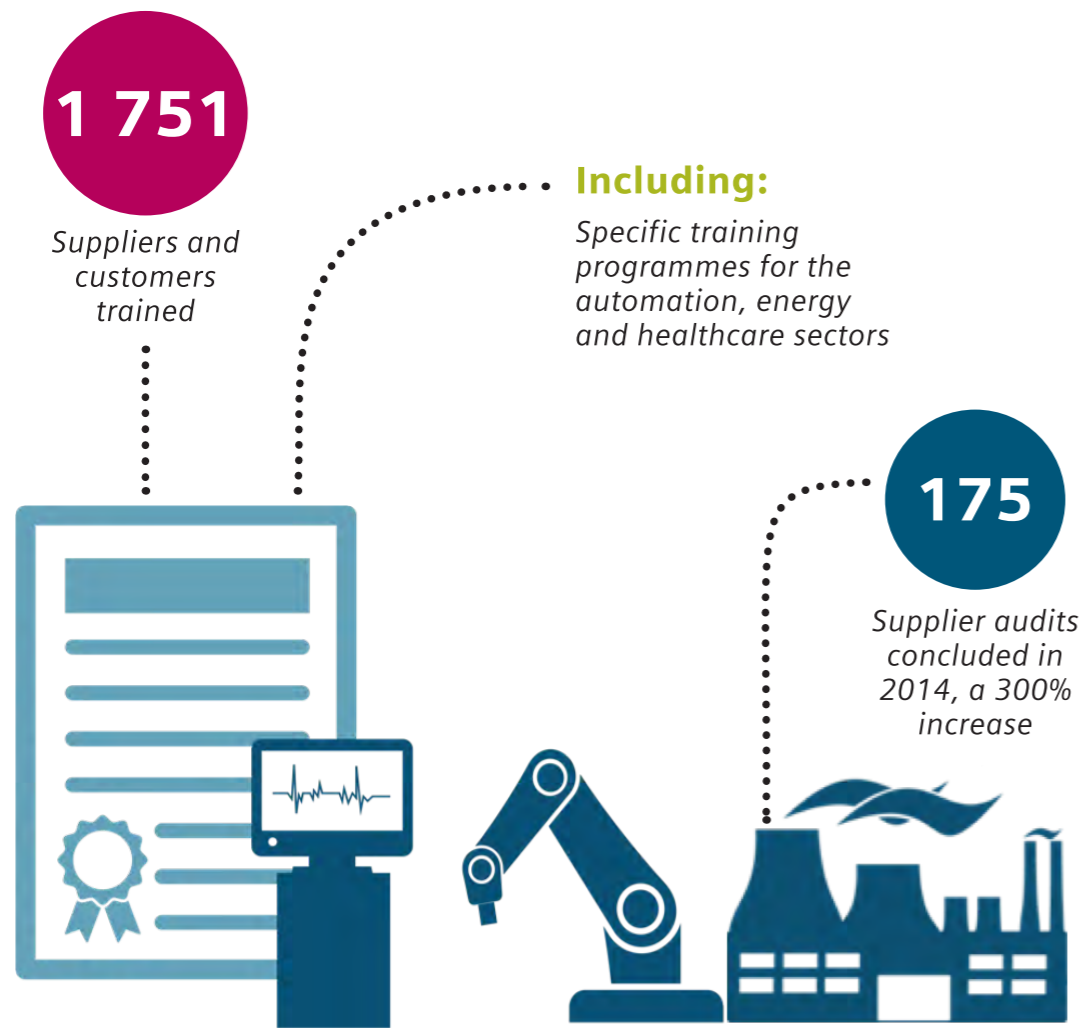 1 751
Suppliers and
customers
trained
Including:
Specific training
programmes for the
automation, energy
and healthcare sectors
175
Supplier audits
concluded in
2014, a 300%
increase